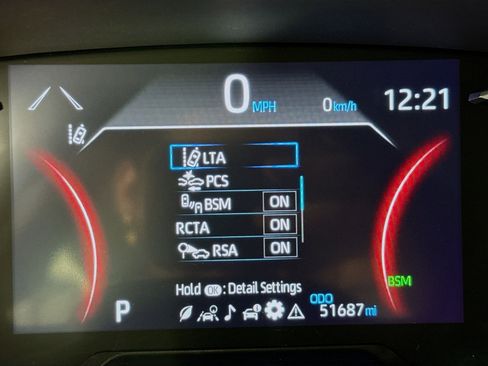 0 MPH 0 km/h 12:21
LTA
PCS
BSM ON
RCTA ON
RSA ON
Hold OK : Detail Settings
BSM
P
ODO
51687 mi